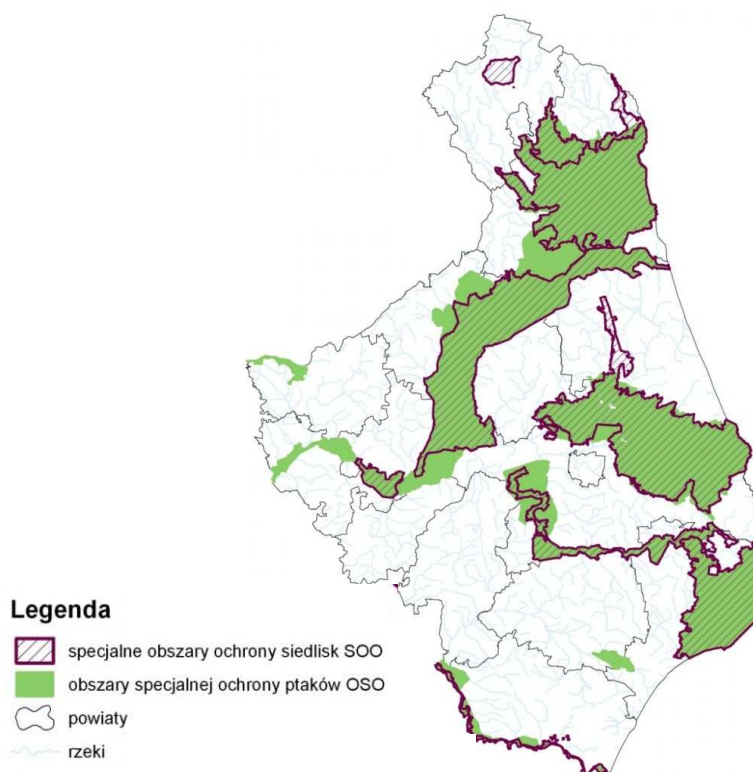 Legenda
specjalne obszary ochrony siedlisk SOO
obszary specjalnej ochrony ptaków OSO
powiaty
rzeki